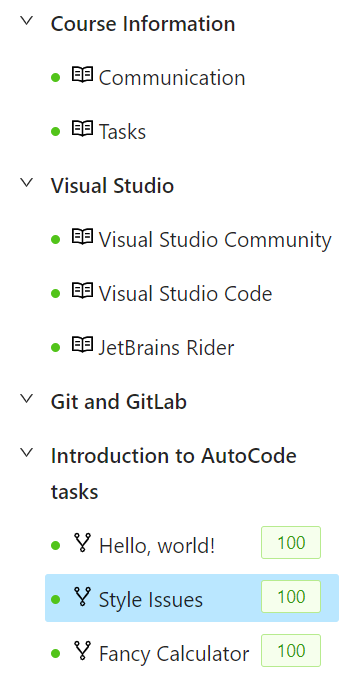 Course Information
Communication
Tasks
Visual Studio
Visual Studio Community
Visual Studio Code
JetBrains Rider
Git and GitLab
Introduction to AutoCode
tasks
Hello, world! 100
Style Issues 100
Fancy Calculator 100